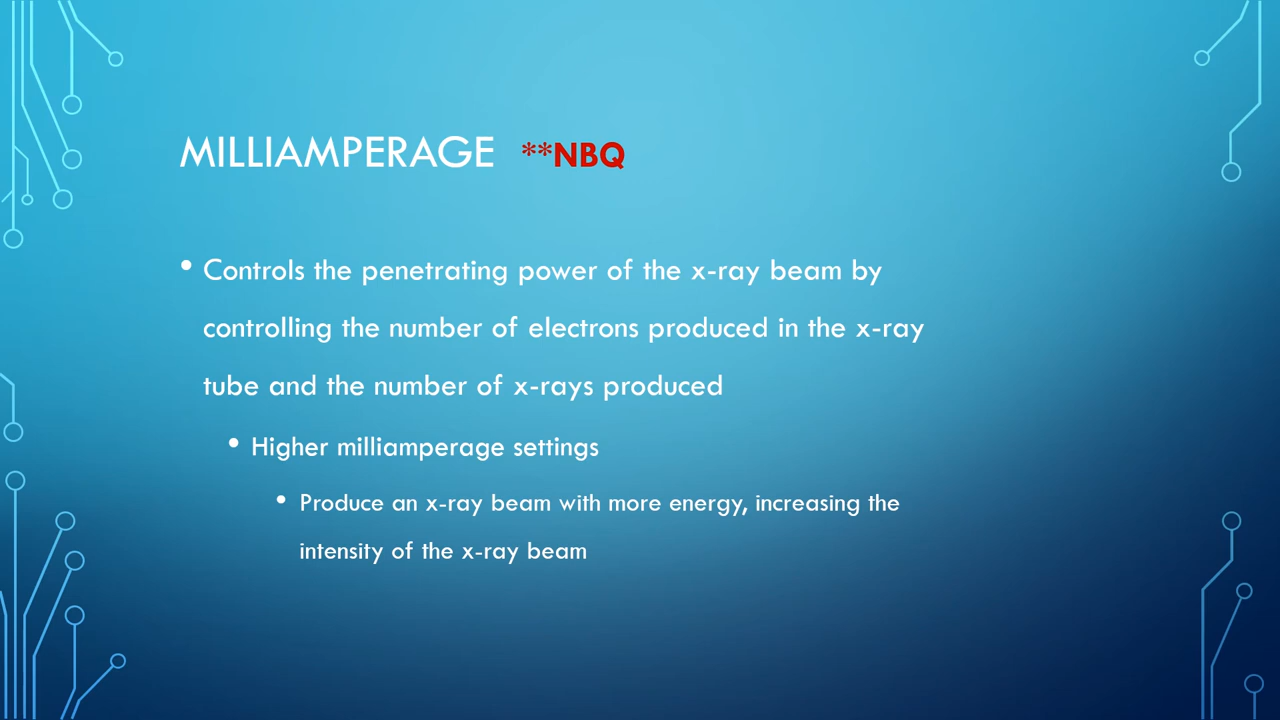 MILLIAMPERAGE **NBQ
• Controls the penetrating power of the x-ray beam by
controlling the number of electrons produced in the x-ray
tube and the number of x-rays produced
• Higher milliamperage settings
• Produce an x-ray beam with more energy, increasing the
intensity of the x-ray beam